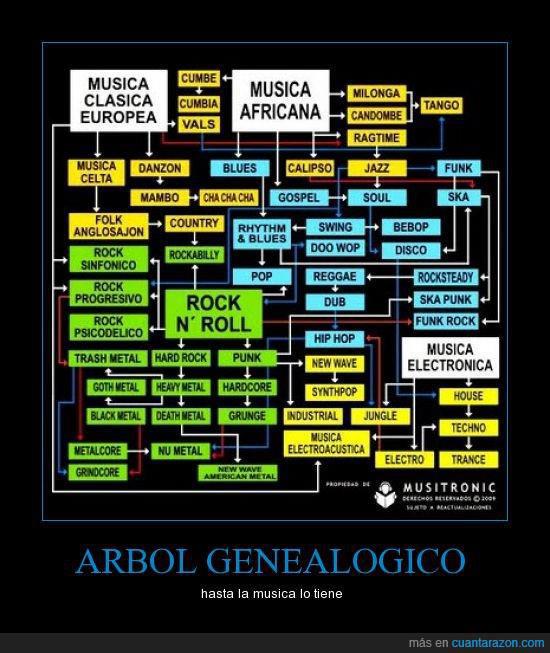 MUSICA
CLASICA
EUROPEA
CUMBE
CUMBIA
VALS
MUSICA
AFRICANA
MILONGA
CANDOMBE
TANGO
RAGTIME
MUSICA
CELTA
DANZON
BLUES
CALIPSO
JAZZ
FUNK
MAMBO
CHA CHA CHA
GOSPEL
SOUL
SKA
FOLK
ANGLOSAJON
COUNTRY
RHYTHM
& BLUES
SWING
BEBOP
DOO WOP
DISCO
ROCK
SINFONICO
ROCKABILLY
POP
REGGAE
ROCKSTEADY
ROCK
PROGRESIVO
ROCK
N´ ROLL
DUB
SKA PUNK
ROCK
PSICODELICO
HIP HOP
FUNK ROCK
TRASH METAL
HARD ROCK
PUNK
NEW WAVE
MUSICA
ELECTRONICA
GOTH METAL
HEAVY METAL
HARDCORE
SYNTHPOP
HOUSE
BLACK METAL
DEATH METAL
GRUNGE
INDUSTRIAL
JUNGLE
TECHNO
METALCORE
NU METAL
MUSICA
ELECTROACUSTICA
ELECTRO
TRANCE
GRINDCORE
NEW WAVE
AMERICAN METAL
PROPIEDAD DE
MUSITRONIC
DERECHOS RESERVADOS © 2009
SUJETO A REACTUALIZACIONES
ARBOL GENEALOGICO
hasta la musica lo tiene
más en cuantarazon.com